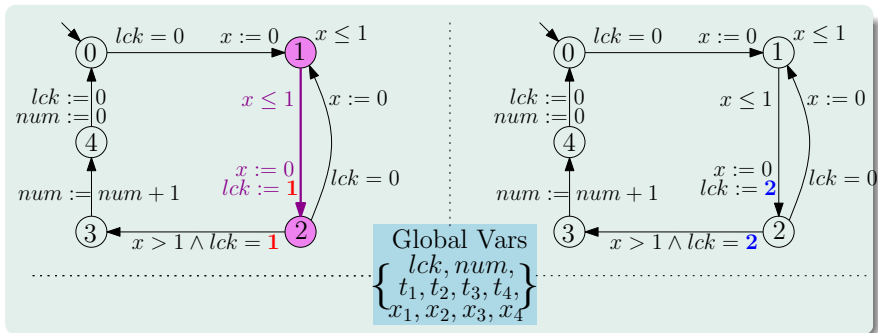 0
lck = 0
x := 0
1
x ≤ 1
lck := 0
num := 0
x ≤ 1
x := 0
4
x := 0
lck := 1
lck = 0
num := num + 1
3
x > 1 ∧ lck = 1
2
0
lck = 0
x := 0
1
x ≤ 1
lck := 0
num := 0
x ≤ 1
x := 0
4
x := 0
lck := 2
lck = 0
num := num + 1
3
x > 1 ∧ lck = 2
2
Global Vars
{ lck, num,
t₁, t₂, t₃, t₄,
x₁, x₂, x₃, x₄ }